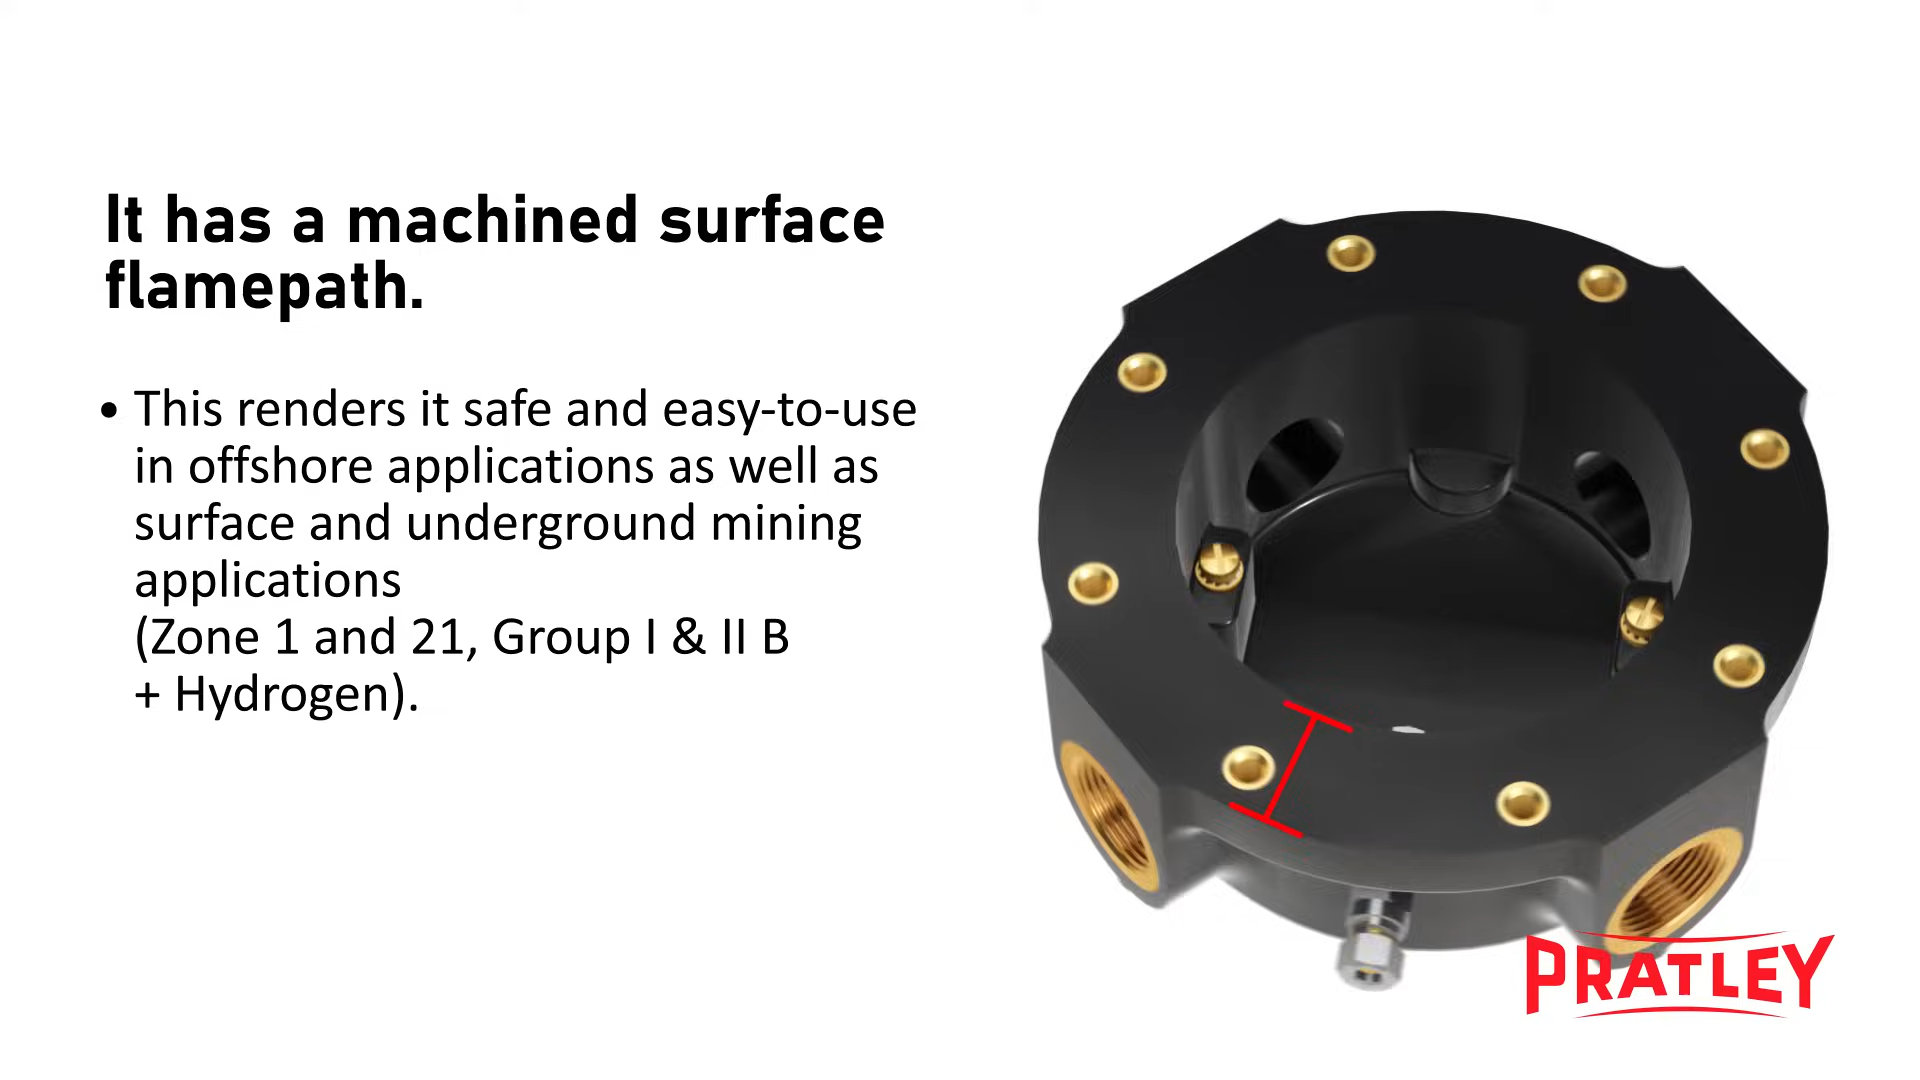 It has a machined surface
flamepath.
• This renders it safe and easy-to-use
in offshore applications as well as
surface and underground mining
applications
(Zone 1 and 21, Group I & II B
+ Hydrogen).
PRATLEY